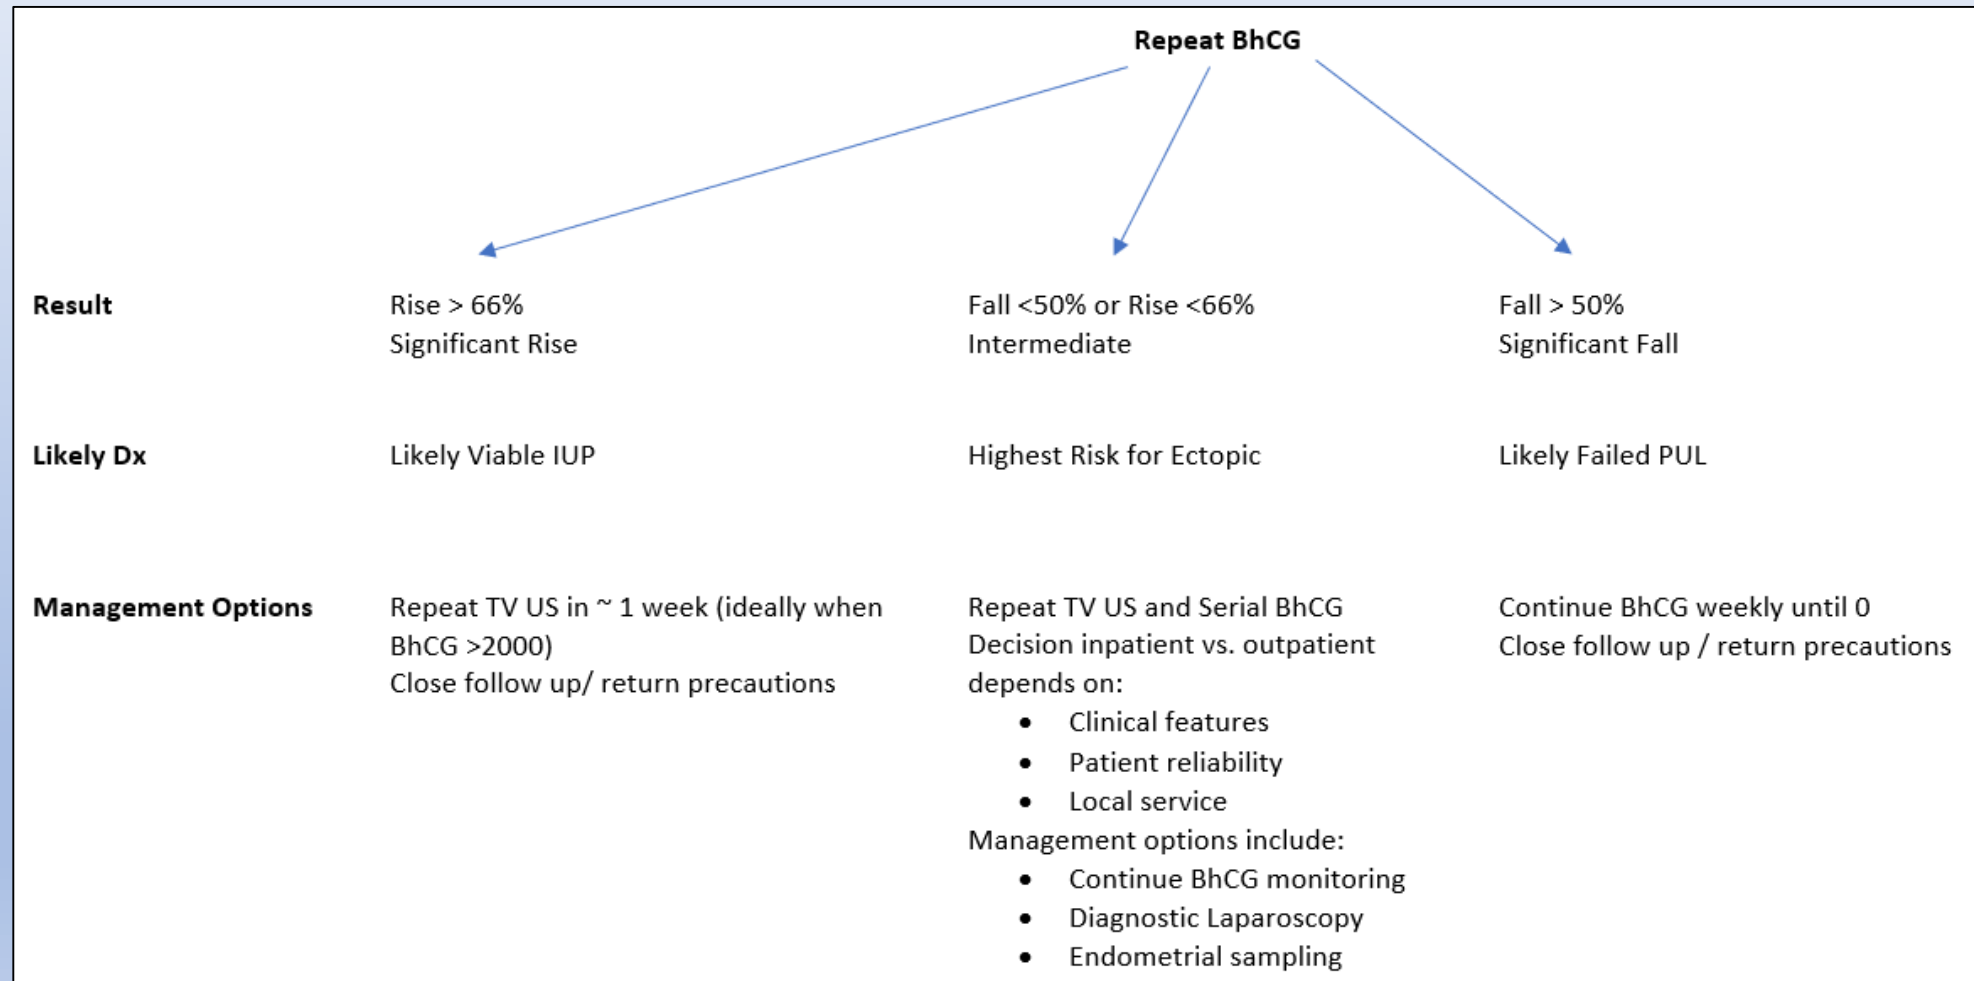 Repeat BhCG
Result
Rise > 66%
Significant Rise
Fall <50% or Rise <66%
Intermediate
Fall > 50%
Significant Fall
Likely Dx
Likely Viable IUP
Highest Risk for Ectopic
Likely Failed PUL
Management Options
Repeat TV US in ~ 1 week (ideally when
BhCG >2000)
Close follow up/ return precautions
Repeat TV US and Serial BhCG
Decision inpatient vs. outpatient
depends on:
• Clinical features
• Patient reliability
• Local service
Management options include:
• Continue BhCG monitoring
• Diagnostic Laparoscopy
• Endometrial sampling
Continue BhCG weekly until 0
Close follow up / return precautions